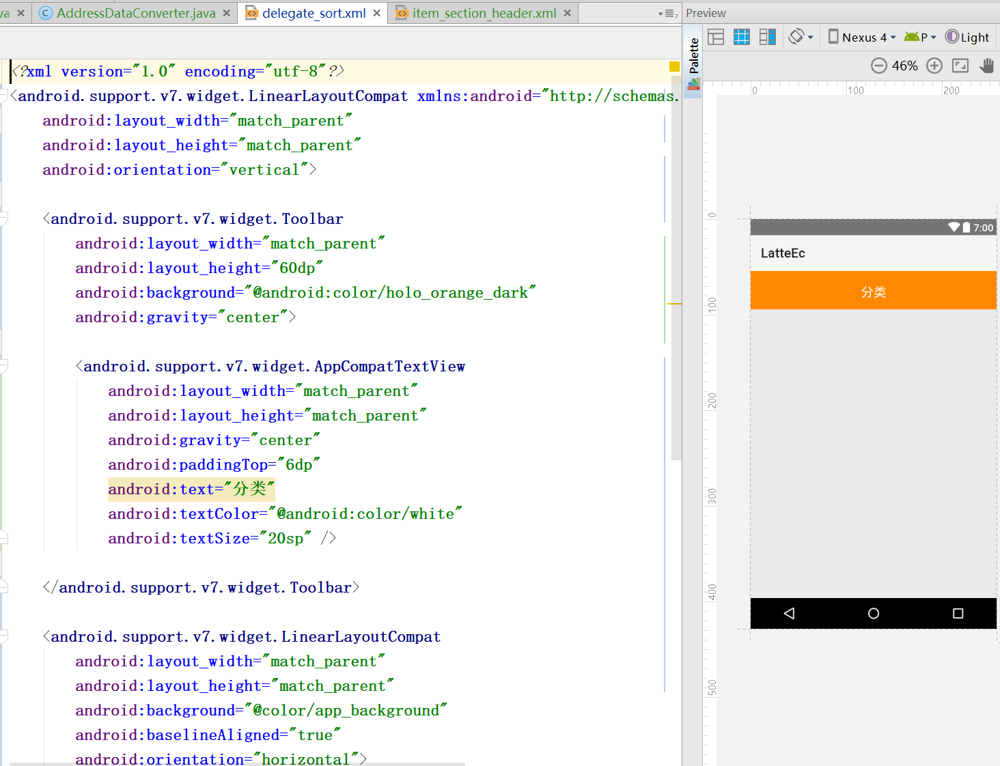 va AddressDataConverter.java delegate_sort.xml item_section_header.xml 7 Preview
Palette
Nexus 4 P Light
46%
<?xml version="1.0" encoding="utf-8"?>
<android.support.v7.widget.LinearLayoutCompat xmlns:android="http://schemas.
android:layout_width="match_parent"
android:layout_height="match_parent"
android:orientation="vertical">
<android.support.v7.widget.Toolbar
android:layout_width="match_parent"
android:layout_height="60dp"
android:background="@android:color/holo_orange_dark"
android:gravity="center">
<android.support.v7.widget.AppCompatTextView
android:layout_width="match_parent"
android:layout_height="match_parent"
android:gravity="center"
android:paddingTop="6dp"
android:text="分类"
android:textColor="@android:color/white"
android:textSize="20sp" />
</android.support.v7.widget.Toolbar>
<android.support.v7.widget.LinearLayoutCompat
android:layout_width="match_parent"
android:layout_height="match_parent"
android:background="@color/app_background"
android:baselineAligned="true"
android:orientation="horizontal">
0 100 200
0
100
200
300
400
500
7:00
LatteEc
分类